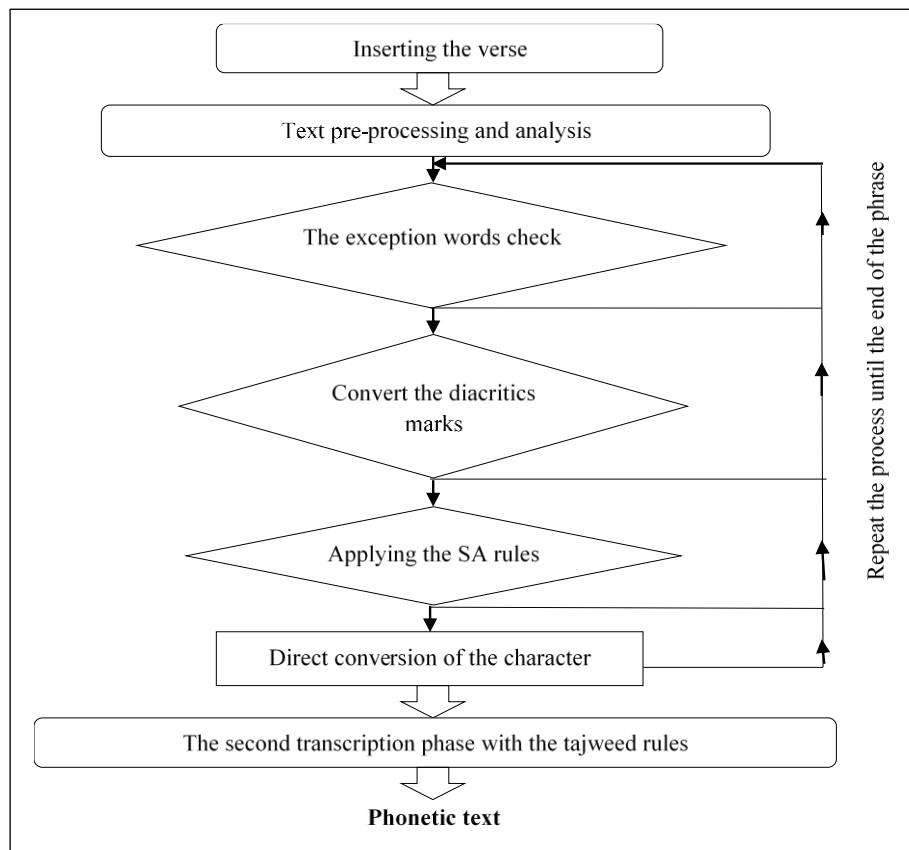 Inserting the verse
Text pre-processing and analysis
The exception words check
Convert the diacritics
marks
Applying the SA rules
Direct conversion of the character
The second transcription phase with the tajweed rules
Phonetic text
Repeat the process until the end of the phrase